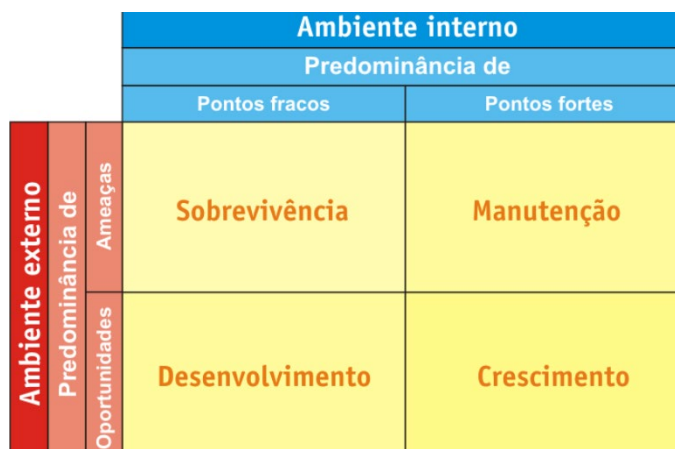 Ambiente interno
Predominância de
Pontos fracos
Pontos fortes
Ambiente externo
Predominância de
Ameaças
Sobrevivência
Manutenção
Oportunidades
Desenvolvimento
Crescimento